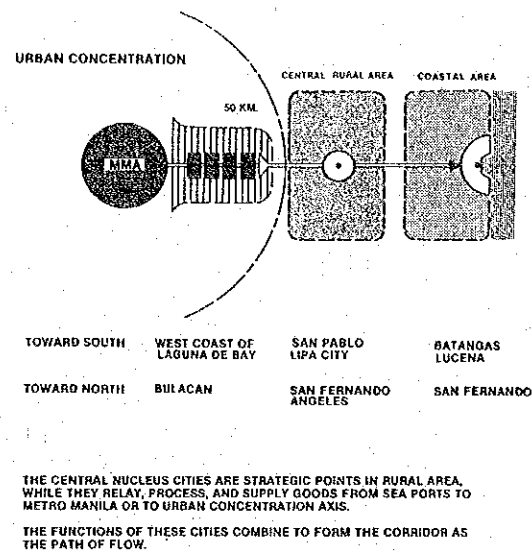 URBAN CONCENTRATION
CENTRAL RURAL AREA
COASTAL AREA
50 KM.
MMA
TOWARD SOUTH WEST COAST OF LAGUNA DE BAY SAN PABLO LIPA CITY BATANGAS LUCENA
TOWARD NORTH BULACAN SAN FERNANDO ANGELES SAN FERNANDO
THE CENTRAL NUCLEUS CITIES ARE STRATEGIC POINTS IN RURAL AREA,
WHILE THEY RELAY, PROCESS, AND SUPPLY GOODS FROM SEA PORTS TO
METRO MANILA OR TO URBAN CONCENTRATION AXIS.
THE FUNCTIONS OF THESE CITIES COMBINE TO FORM THE CORRIDOR AS
THE PATH OF FLOW.